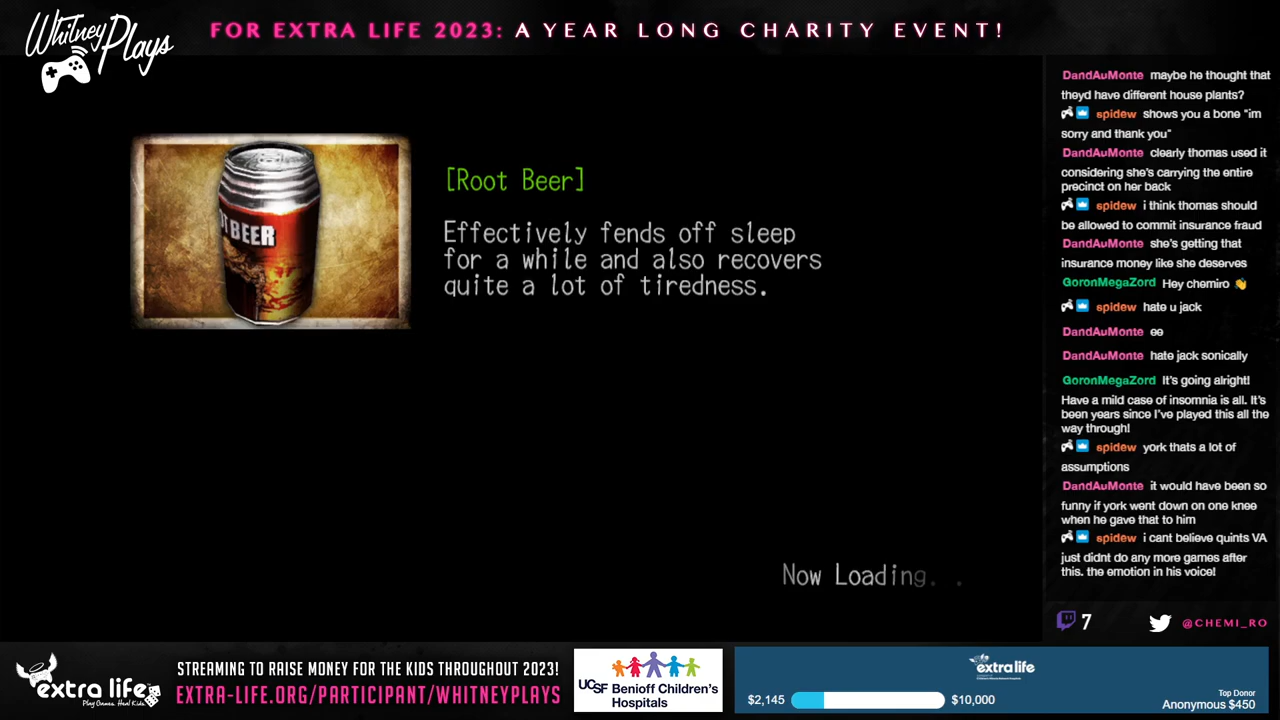 Whitney Plays
FOR EXTRA LIFE 2023: A YEAR LONG CHARITY EVENT!
OT BEER
[Root Beer]
Effectively fends off sleep
for a while and also recovers
quite a lot of tiredness.
Now Loading. .
DandAuMonte maybe he thought that
theyd have different house plants?
spidew shows you a bone "im
sorry and thank you"
DandAuMonte clearly thomas used it
considering she's carrying the entire
precinct on her back
spidew i think thomas should
be allowed to commit insurance fraud
DandAuMonte she's getting that
insurance money like she deserves
GoronMegaZord Hey chemiro 👋
spidew hate u jack
DandAuMonte ee
DandAuMonte hate jack sonically
GoronMegaZord It's going alright!
Have a mild case of insomnia is all. It's
been years since I've played this all the
way through!
spidew york thats a lot of
assumptions
DandAuMonte it would have been so
funny if york went down on one knee
when he gave that to him
spidew i cant believe quints VA
just didnt do any more games after
this. the emotion in his voice!
7
@CHEMI_RO
extra life
Play Games. Heal Kids.
STREAMING TO RAISE MONEY FOR THE KIDS THROUGHOUT 2023!
EXTRA-LIFE.ORG/PARTICIPANT/WHITNEYPLAYS
UCSF Benioff Children's
Hospitals
extralife
$2,145
$10,000
Top Donor
Anonymous $450